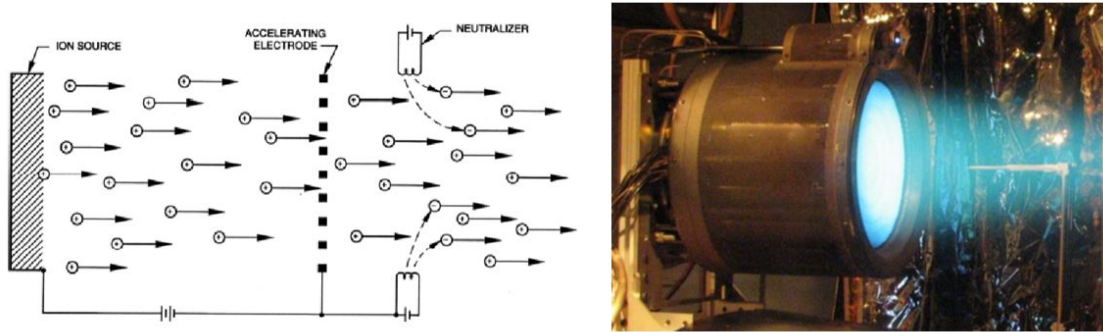 ION SOURCE
ACCELERATING
ELECTRODE
NEUTRALIZER